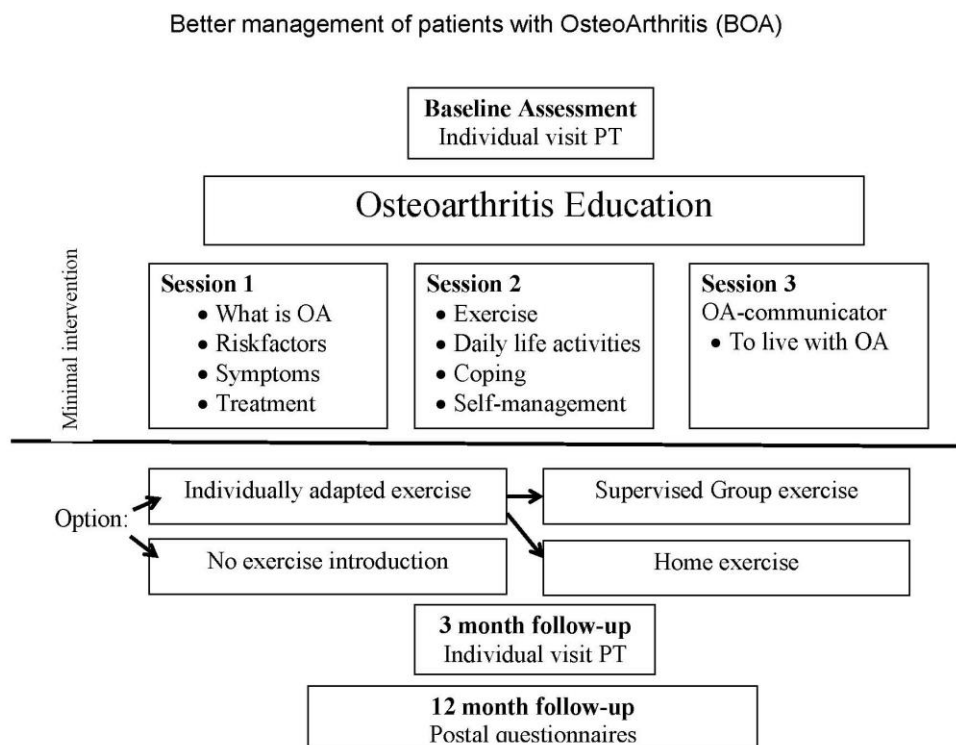 Better management of patients with OsteoArthritis (BOA)
Baseline Assessment
Individual visit PT
Osteoarthritis Education
Minimal intervention
Session 1
• What is OA
• Riskfactors
• Symptoms
• Treatment
Session 2
• Exercise
• Daily life activities
• Coping
• Self-management
Session 3
OA-communicator
• To live with OA
Option:
Individually adapted exercise
No exercise introduction
Supervised Group exercise
Home exercise
3 month follow-up
Individual visit PT
12 month follow-up
Postal questionnaires